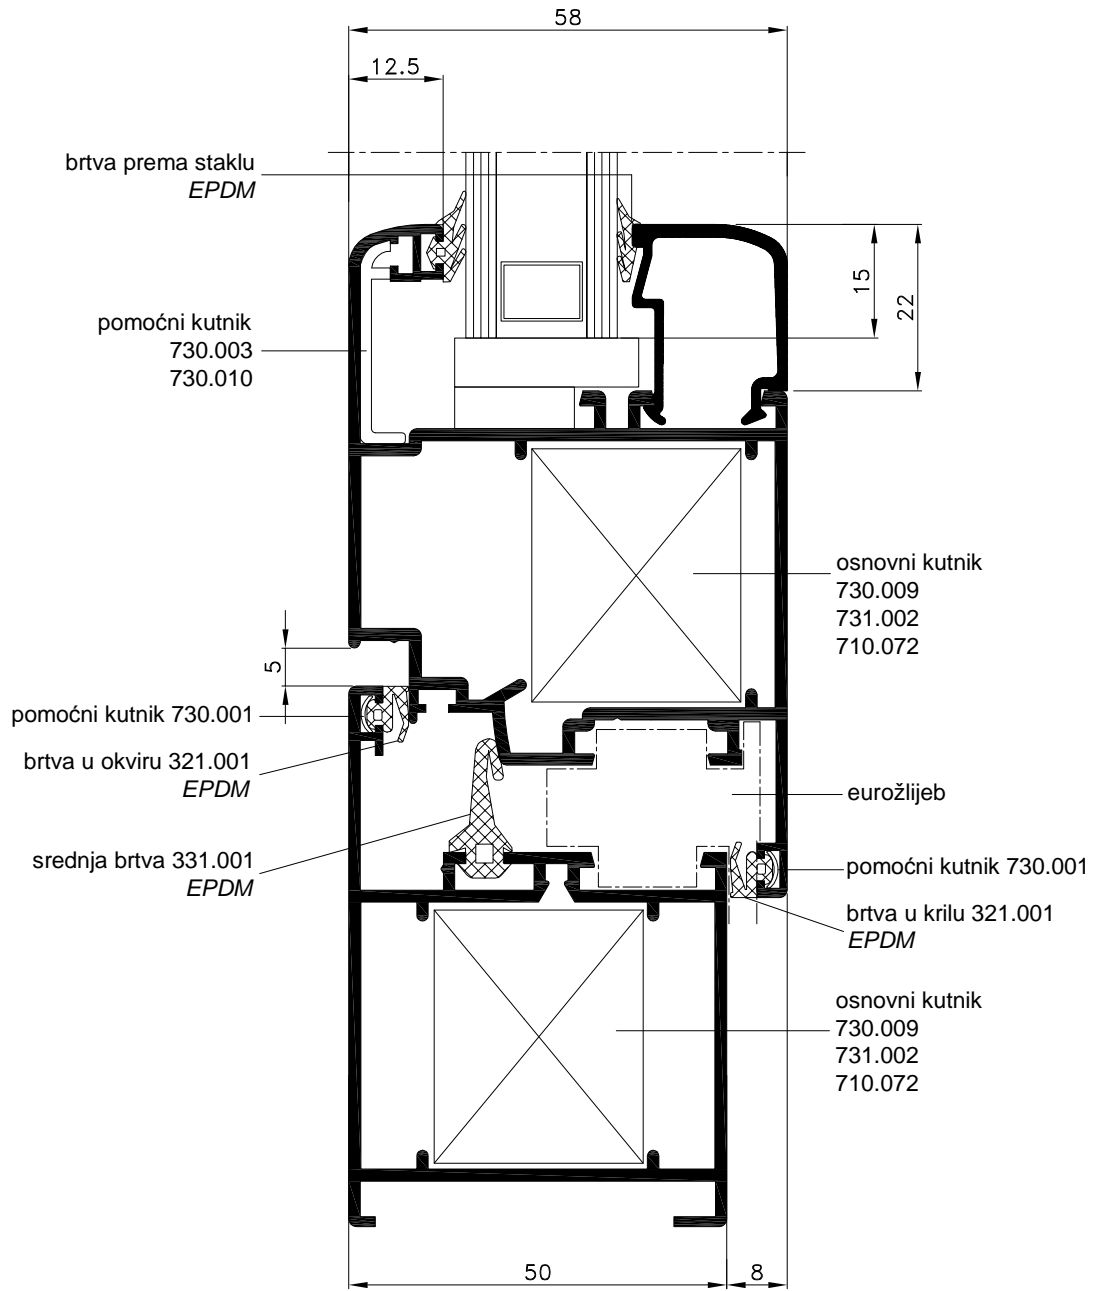 58
12.5
brtva prema staklu
EPDM
15
22
pomoćni kutnik
730.003
730.010
osnovni kutnik
730.009
731.002
710.072
5
pomoćni kutnik 730.001
brtva u okviru 321.001
EPDM
eurožlijeb
srednja brtva 331.001
EPDM
pomoćni kutnik 730.001
brtva u krilu 321.001
EPDM
osnovni kutnik
730.009
731.002
710.072
50
8